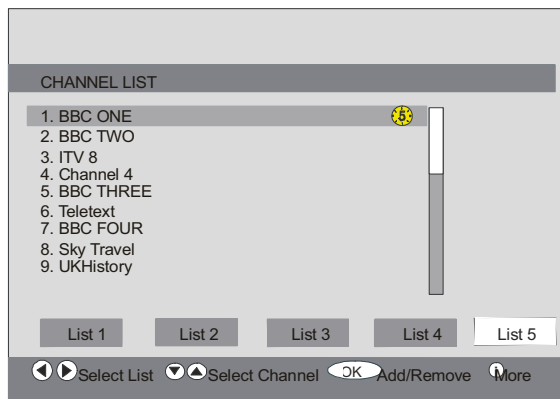 CHANNEL LIST
1. BBC ONE 5
2. BBC TWO
3. ITV 8
4. Channel 4
5. BBC THREE
6. Teletext
7. BBC FOUR
8. Sky Travel
9. UKHistory
List 1 List 2 List 3 List 4 List 5
Select List Select Channel OK Add/Remove i More